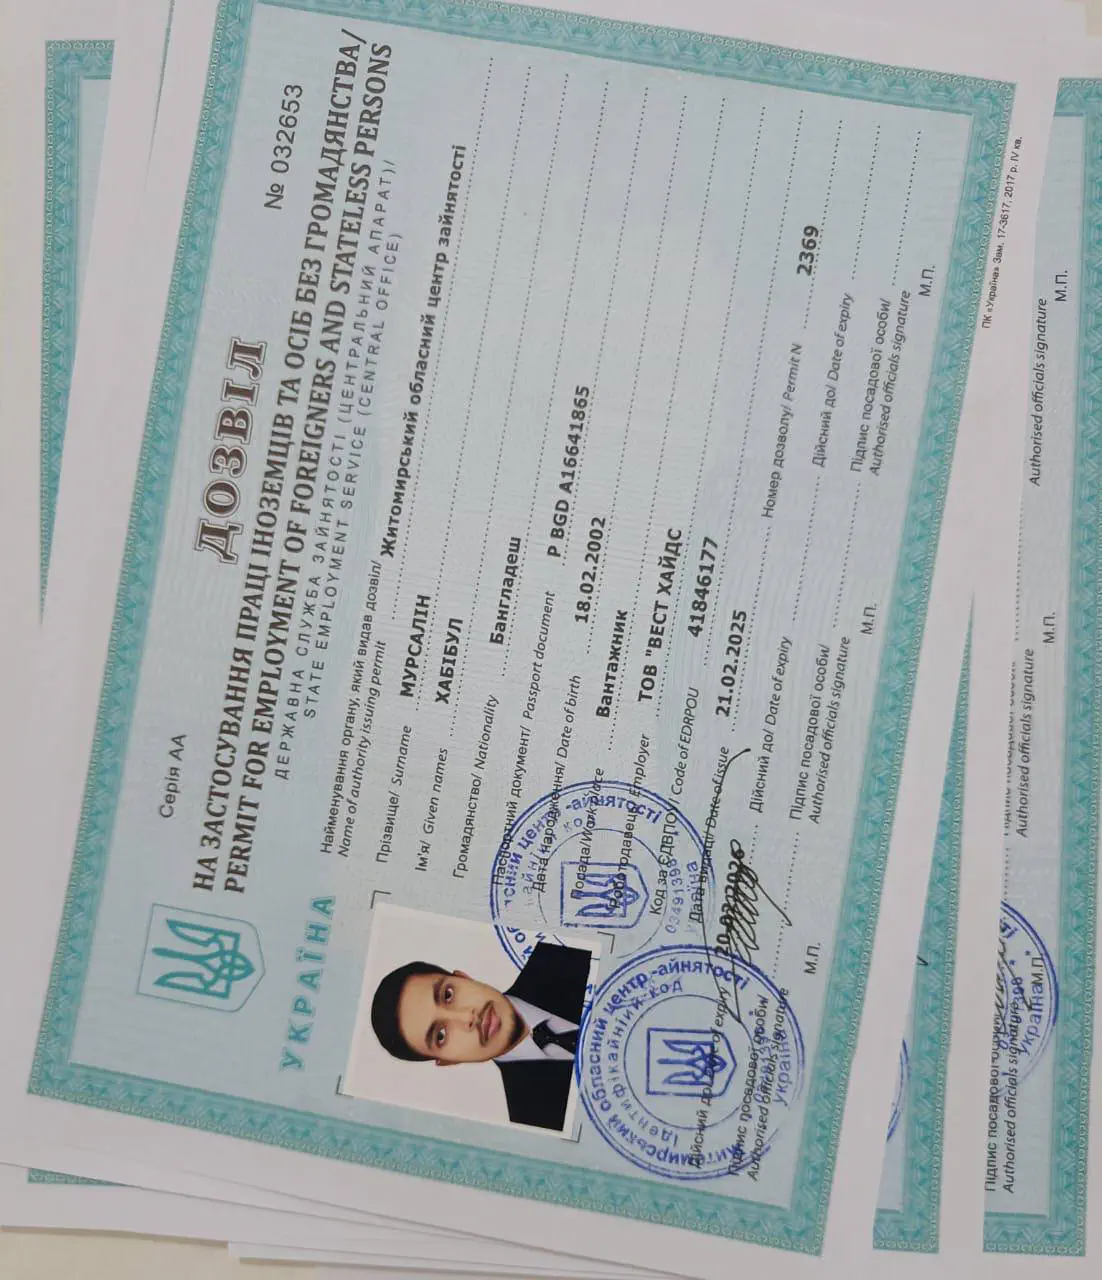 Серія АА
№ 032653
ДОЗВІЛ
НА ЗАСТОСУВАННЯ ПРАЦІ ІНОЗЕМЦІВ ТА ОСІБ БЕЗ ГРОМАДЯНСТВА/
PERMIT FOR EMPLOYMENT OF FOREIGNERS AND STATELESS PERSONS
ДЕРЖАВНА СЛУЖБА ЗАЙНЯТОСТІ (ЦЕНТРАЛЬНИЙ АПАРАТ)/
STATE EMPLOYMENT SERVICE (CENTRAL OFFICE)
УКРАЇНА
Найменування органу, який видав дозвіл/ Житомирський обласний центр зайнятості
Name of authority issuing permit
Прізвище/ Surname МУРСАЛІН
Ім'я/ Given names ХАБІБУЛ
Громадянство/ Nationality Бангладеш
Паспортний документ/ Passport document P BGD A16641865
Дата народження/ Date of birth 18.02.2002
Посада/Workplace Вантажник
Роботодавець/ Employer ТОВ "ВЕСТ ХАЙДС
Код за ЄДРПОУ/ Code of EDRPOU 41846177
Дата видачі/ Date of issue 21.02.2025
Номер дозволу/ Permit N 2369
Дійсний до/ Date of expiry 20.02.2026
Дійсний до/ Date of expiry
Дійсний до/ Date of expiry
Підпис посадової особи/
Authorised officials signature
М.П.
Підпис посадової особи/
Authorised officials signature
М.П.
Підпис посадової особи/
Authorised officials signature
М.П.
Житомирський обласний центр зайнятості
Ідентифікаційний код
03491398
Україна
ПК «Україна» Зам. 17-3617, 2017 р. IV кв.
Підпис посадової
Authorised officials signature
М.П.
Authorised officials signature
М.П.
Authorised officials signature
М.П.
Україна